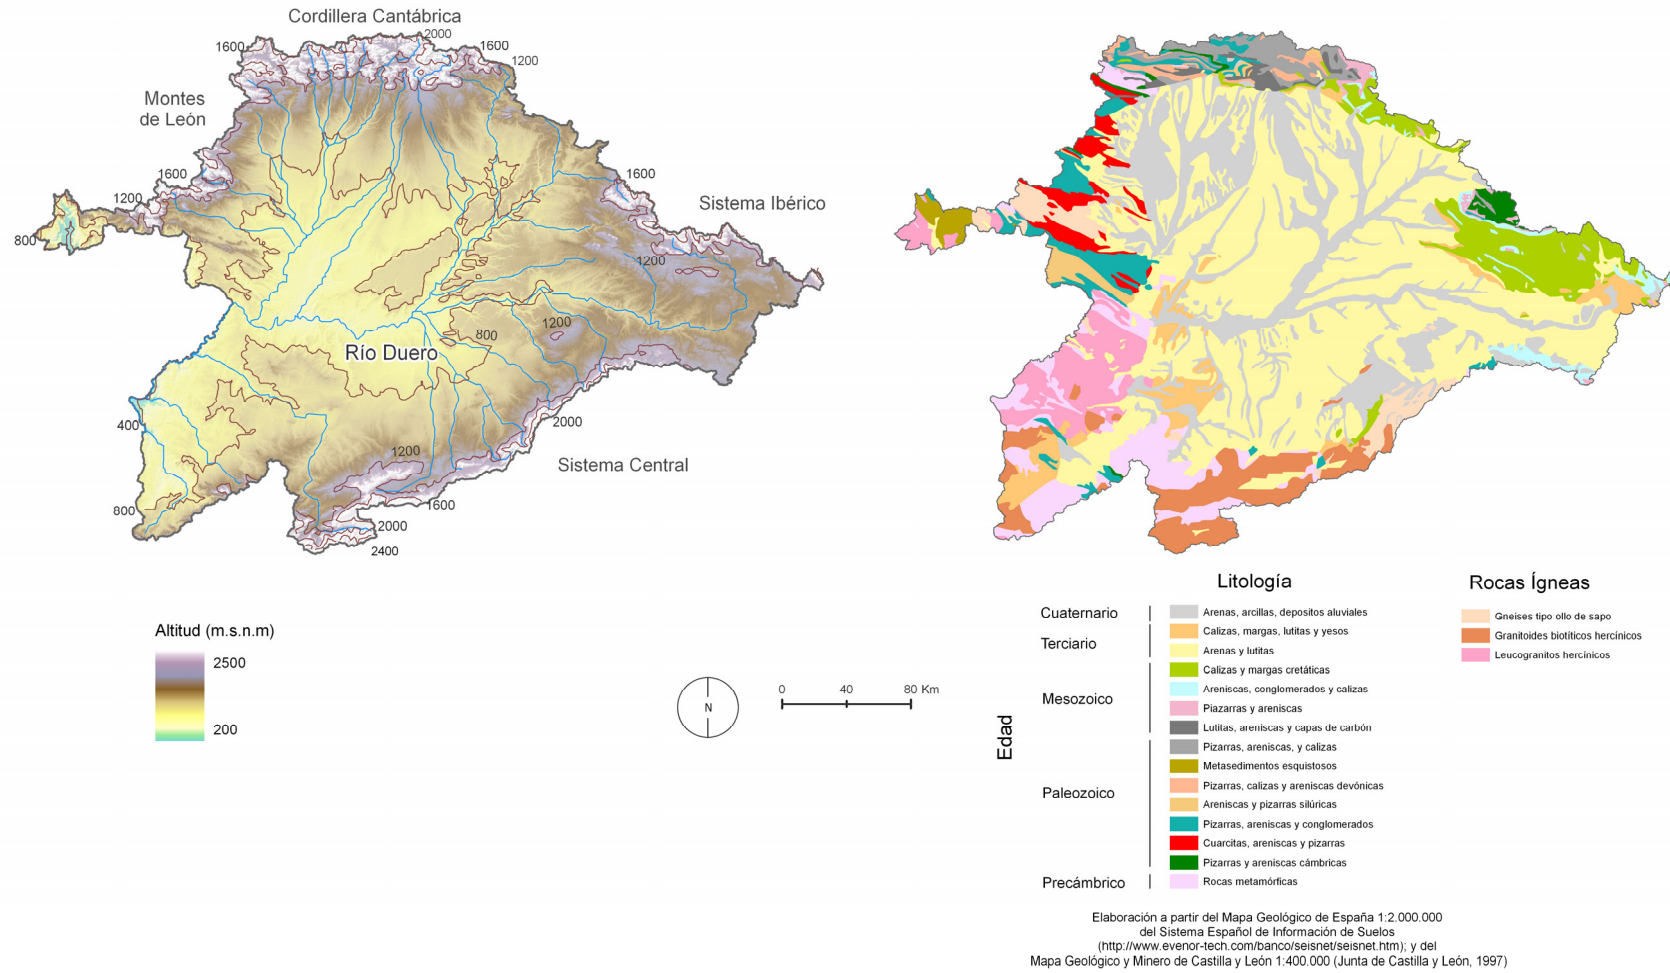 Cordillera Cantábrica
2000
1600
1600
1200
Montes
de León
1600
1200
800
1600
Sistema Ibérico
1200
1200
800
Río Duero
400
2000
1200
Sistema Central
800
1600
2000
2400
Altitud (m.s.n.m)
2500
200
N
0 40 80 Km
Litología
Rocas Ígneas
Edad
Cuaternario
Arenas, arcillas, depositos aluviales
Terciario
Calizas, margas, lutitas y yesos
Arenas y lutitas
Mesozoico
Calizas y margas cretáticas
Areniscas, conglomerados y calizas
Piazarras y areniscas
Lutitas, areniscas y capas de carbón
Paleozoico
Pizarras, areniscas, y calizas
Metasedimentos esquistosos
Pizarras, calizas y areniscas devónicas
Areniscas y pizarras silúricas
Pizarras, areniscas y conglomerados
Cuarcitas, areniscas y pizarras
Pizarras y areniscas cámbricas
Precámbrico
Rocas metamórficas
Gneises tipo ollo de sapo
Granitoides biotíticos hercínicos
Leucogranitos hercínicos
Elaboración a partir del Mapa Geológico de España 1:2.000.000
del Sistema Español de Información de Suelos
(http://www.evenor-tech.com/banco/seisnet/seisnet.htm); y del
Mapa Geológico y Minero de Castilla y León 1:400.000 (Junta de Castilla y León, 1997)